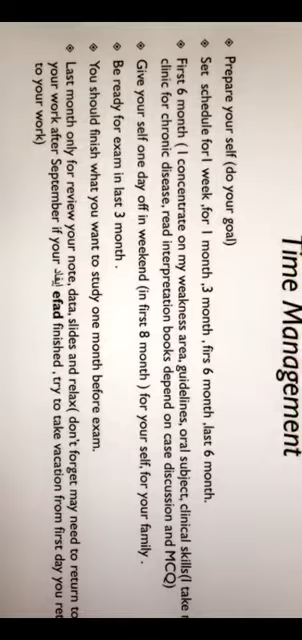 Time Management
Prepare your self (do your goal)
Set schedule for 1 week ,for 1 month ,3 month , firs 6 month ,last 6 month.
First 6 month ( I concentrate on my weakness area, guidelines, oral subject, clinical skills(I take
clinic for chronic disease, read interpretation books depend on case discussion and MCQ)
Give your self one day off in weekend (in first 8 month ) for your self, for your family .
Be ready for exam in last 3 month .
You should finish what you want to study one month before exam.
Last month only for review your note, data, slides and relax( don't forget may need to return to
your work after September if your إيفاد efad finished , try to take vacation from first day you ret
to your work)